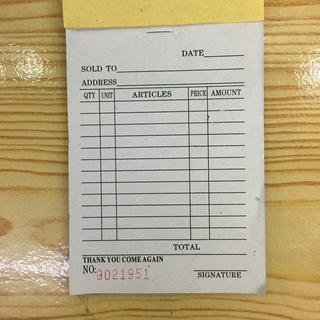 DATE
SOLD TO
ADDRESS
QTY. UNIT ARTICLES PRICE AMOUNT
TOTAL
THANK YOU COME AGAIN
NO: 0021951
SIGNATURE